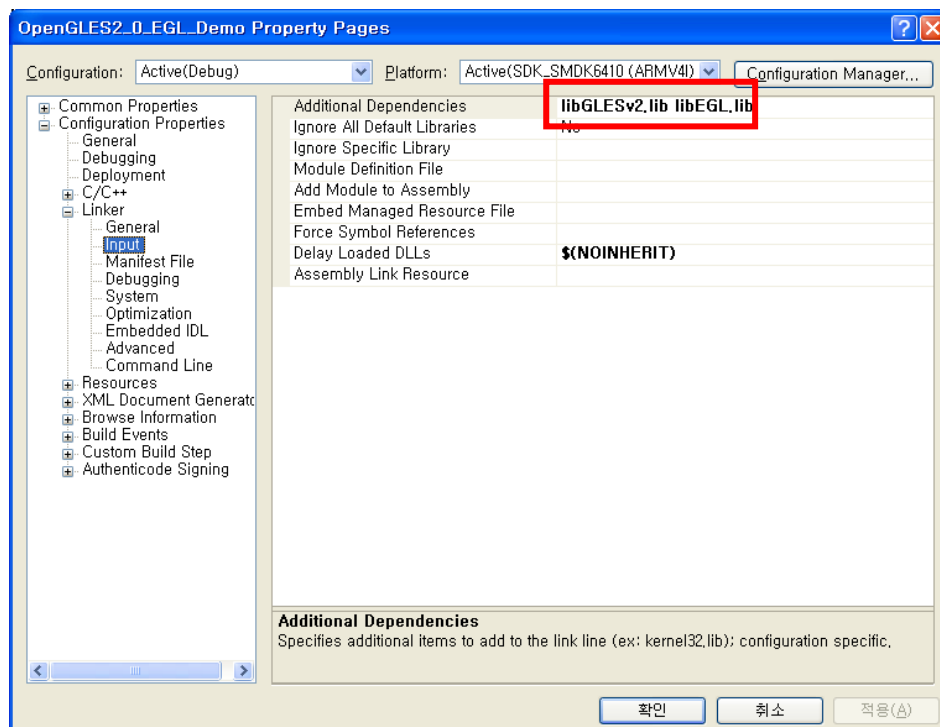 OpenGLES2_0_EGL_Demo Property Pages
Configuration: Active(Debug) Platform: Active(SDK_SMDK6410 (ARMV4I) Configuration Manager...
Common Properties
Configuration Properties
General
Debugging
Deployment
C/C++
Linker
General
Input
Manifest File
Debugging
System
Optimization
Embedded IDL
Advanced
Command Line
Resources
XML Document Generato
Browse Information
Build Events
Custom Build Step
Authenticode Signing
Additional Dependencies libGLESv2.lib libEGL.lib
Ignore All Default Libraries No
Ignore Specific Library
Module Definition File
Add Module to Assembly
Embed Managed Resource File
Force Symbol References
Delay Loaded DLLs $(NOINHERIT)
Assembly Link Resource
Additional Dependencies
Specifies additional items to add to the link line (ex: kernel32.lib); configuration specific.
확인 취소 적용(A)